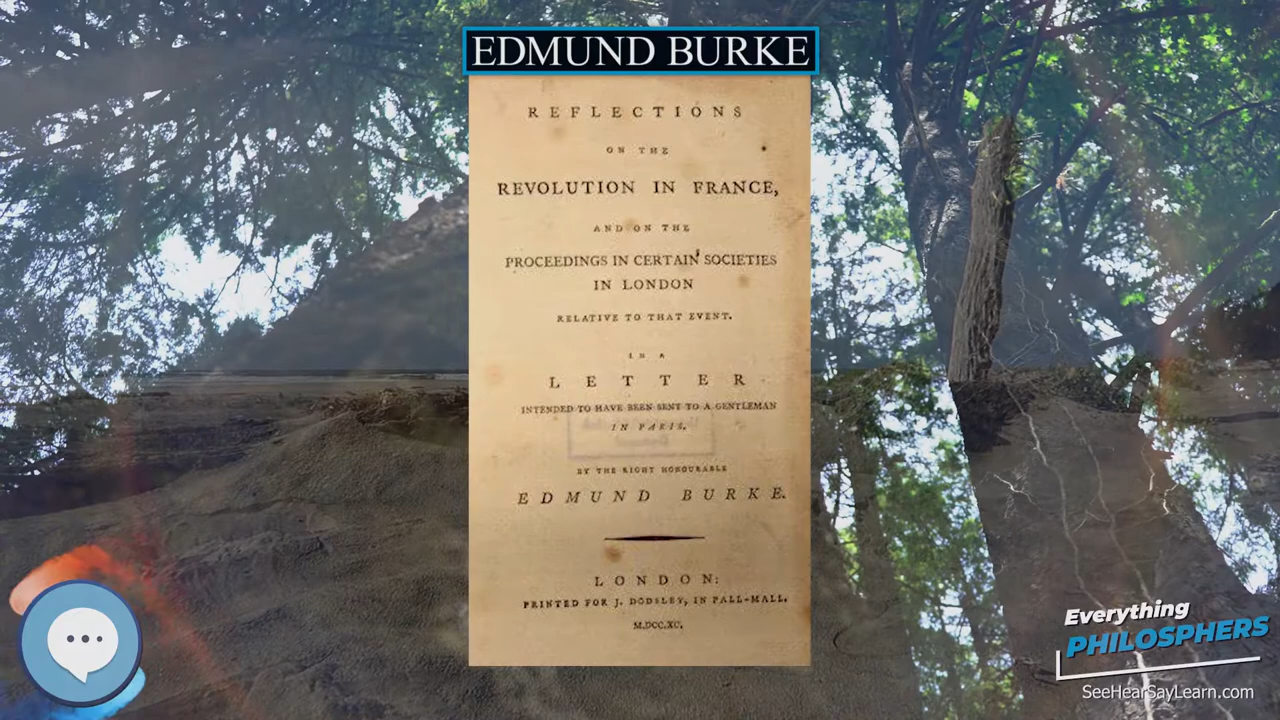 EDMUND BURKE
REFLECTIONS
ON THE
REVOLUTION IN FRANCE,
AND ON THE
PROCEEDINGS IN CERTAIN SOCIETIES
IN LONDON
RELATIVE TO THAT EVENT.
IN A
LETTER
INTENDED TO HAVE BEEN SENT TO A GENTLEMAN
IN PARIS.
BY THE RIGHT HONOURABLE
EDMUND BURKE.
LONDON:
PRINTED FOR J. DODSLEY, IN PALL-MALL.
M.DCC.XC.
Everything
PHILOSPHERS
SeeHearSayLearn.com